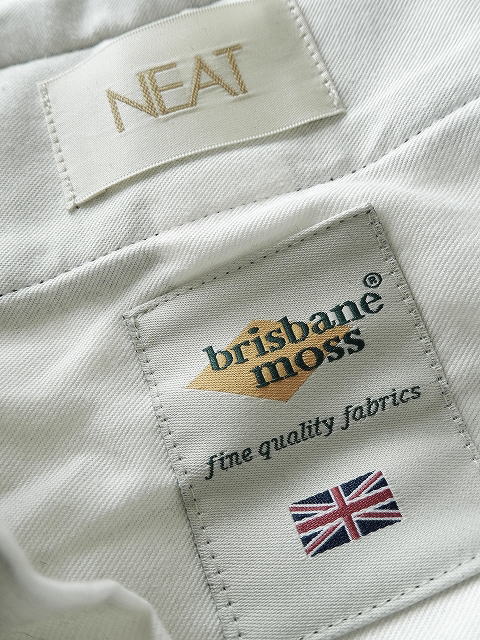 NEAT
brisbane®
moss
fine quality fabrics